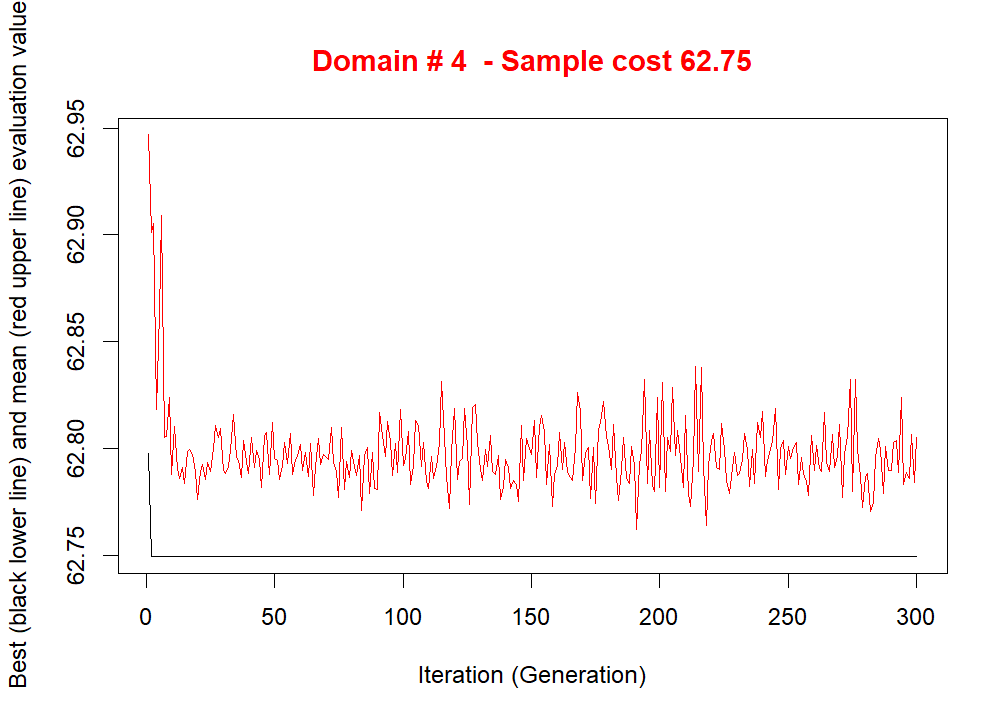 Domain # 4  - Sample cost 62.75
Best (black lower line) and mean (red upper line) evaluation value
62.95
62.90
62.85
62.80
62.75
0 50 100 150 200 250 300
Iteration (Generation)